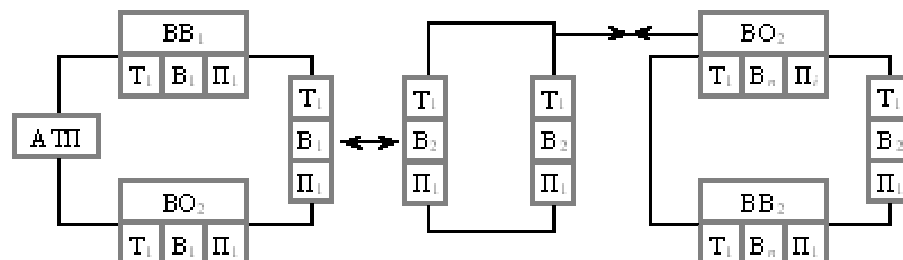 ВВ₁
Т₁ В₁ П₁
АТП
ВО₂
Т₁ В₁ П₁
Т₁
В₁
П₁
Т₁
В₂
П₁
Т₁
В₂
П₁
ВО₂
Т₁ Вₙ Пᵢ
ВВ₂
Т₁ Вₙ П₁
Т₁
В₂
П₁